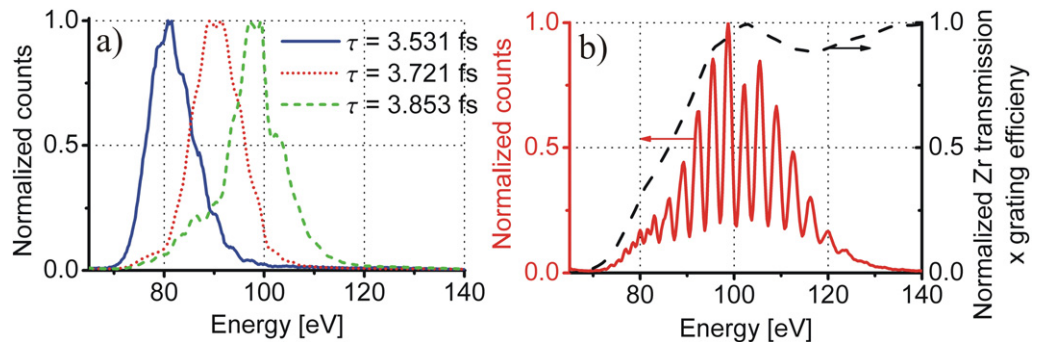 a)
1.0
0.5
0.0
Normalized counts
τ = 3.531 fs
τ = 3.721 fs
τ = 3.853 fs
80 100 120 140
Energy [eV]
b)
1.0
0.5
0.0
Normalized counts
1.0
0.5
0.0
Normalized Zr transmission
x grating efficieny
80 100 120 140
Energy [eV]